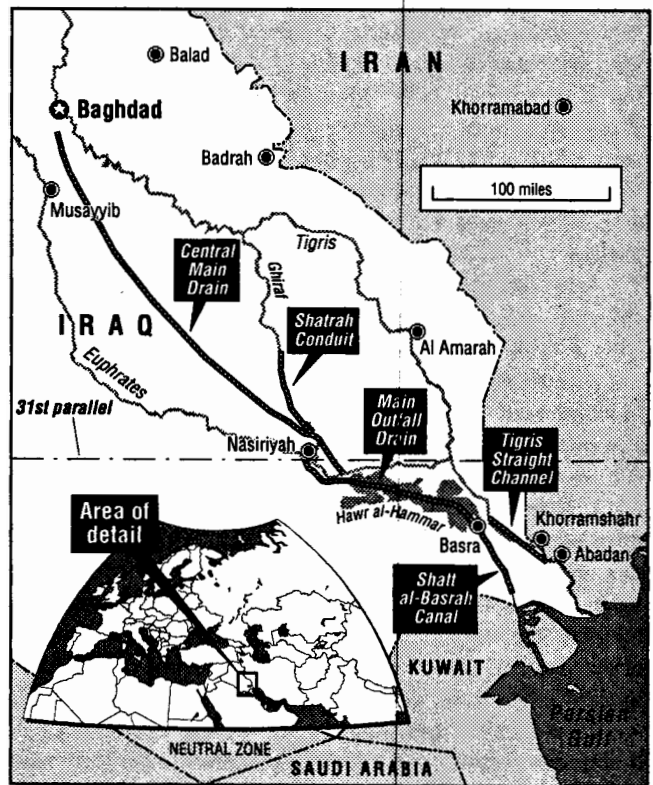 Balad
IRAN
Baghdad
Khorramabad
Badrah
100 miles
Musayyib
Tigris
Central
Main
Drain
Ghiraf
Shatrah
Conduit
IRAQ
Al Amarah
Euphrates
Main
Outfall
Drain
31st parallel
Tigris
Straight
Channel
Nasiriyah
Area of
detail
Hawr al-Hammar
Khorramshahr
Basra
Abadan
Shatt
al-Basrah
Canal
KUWAIT
Persian
Gulf
NEUTRAL ZONE
SAUDI ARABIA